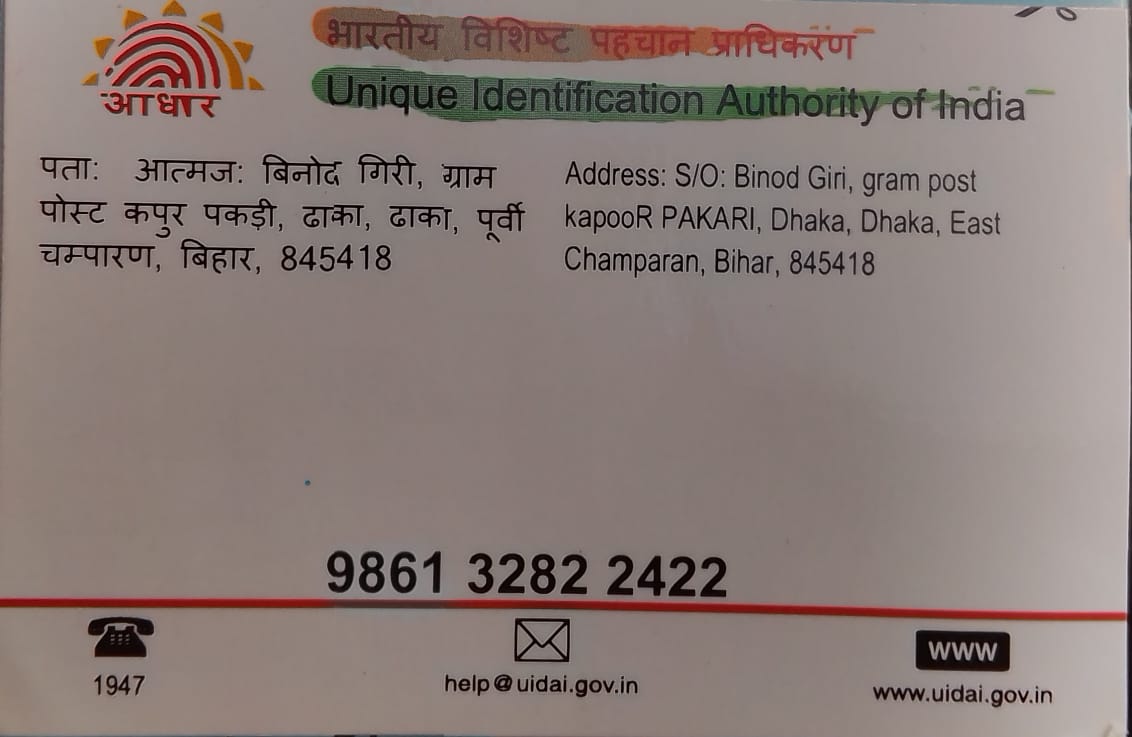 भारतीय विशिष्ट पहचान प्राधिकरण
Unique Identification Authority of India
आधार
पता: आत्मज: बिनोद गिरी, ग्राम
पोस्ट कपुर पकड़ी, ढाका, ढाका, पूर्वी
चम्पारण, बिहार, 845418
Address: S/O: Binod Giri, gram post
kapooR PAKARI, Dhaka, Dhaka, East
Champaran, Bihar, 845418
9861 3282 2422
1947
help@uidai.gov.in
www
www.uidai.gov.in